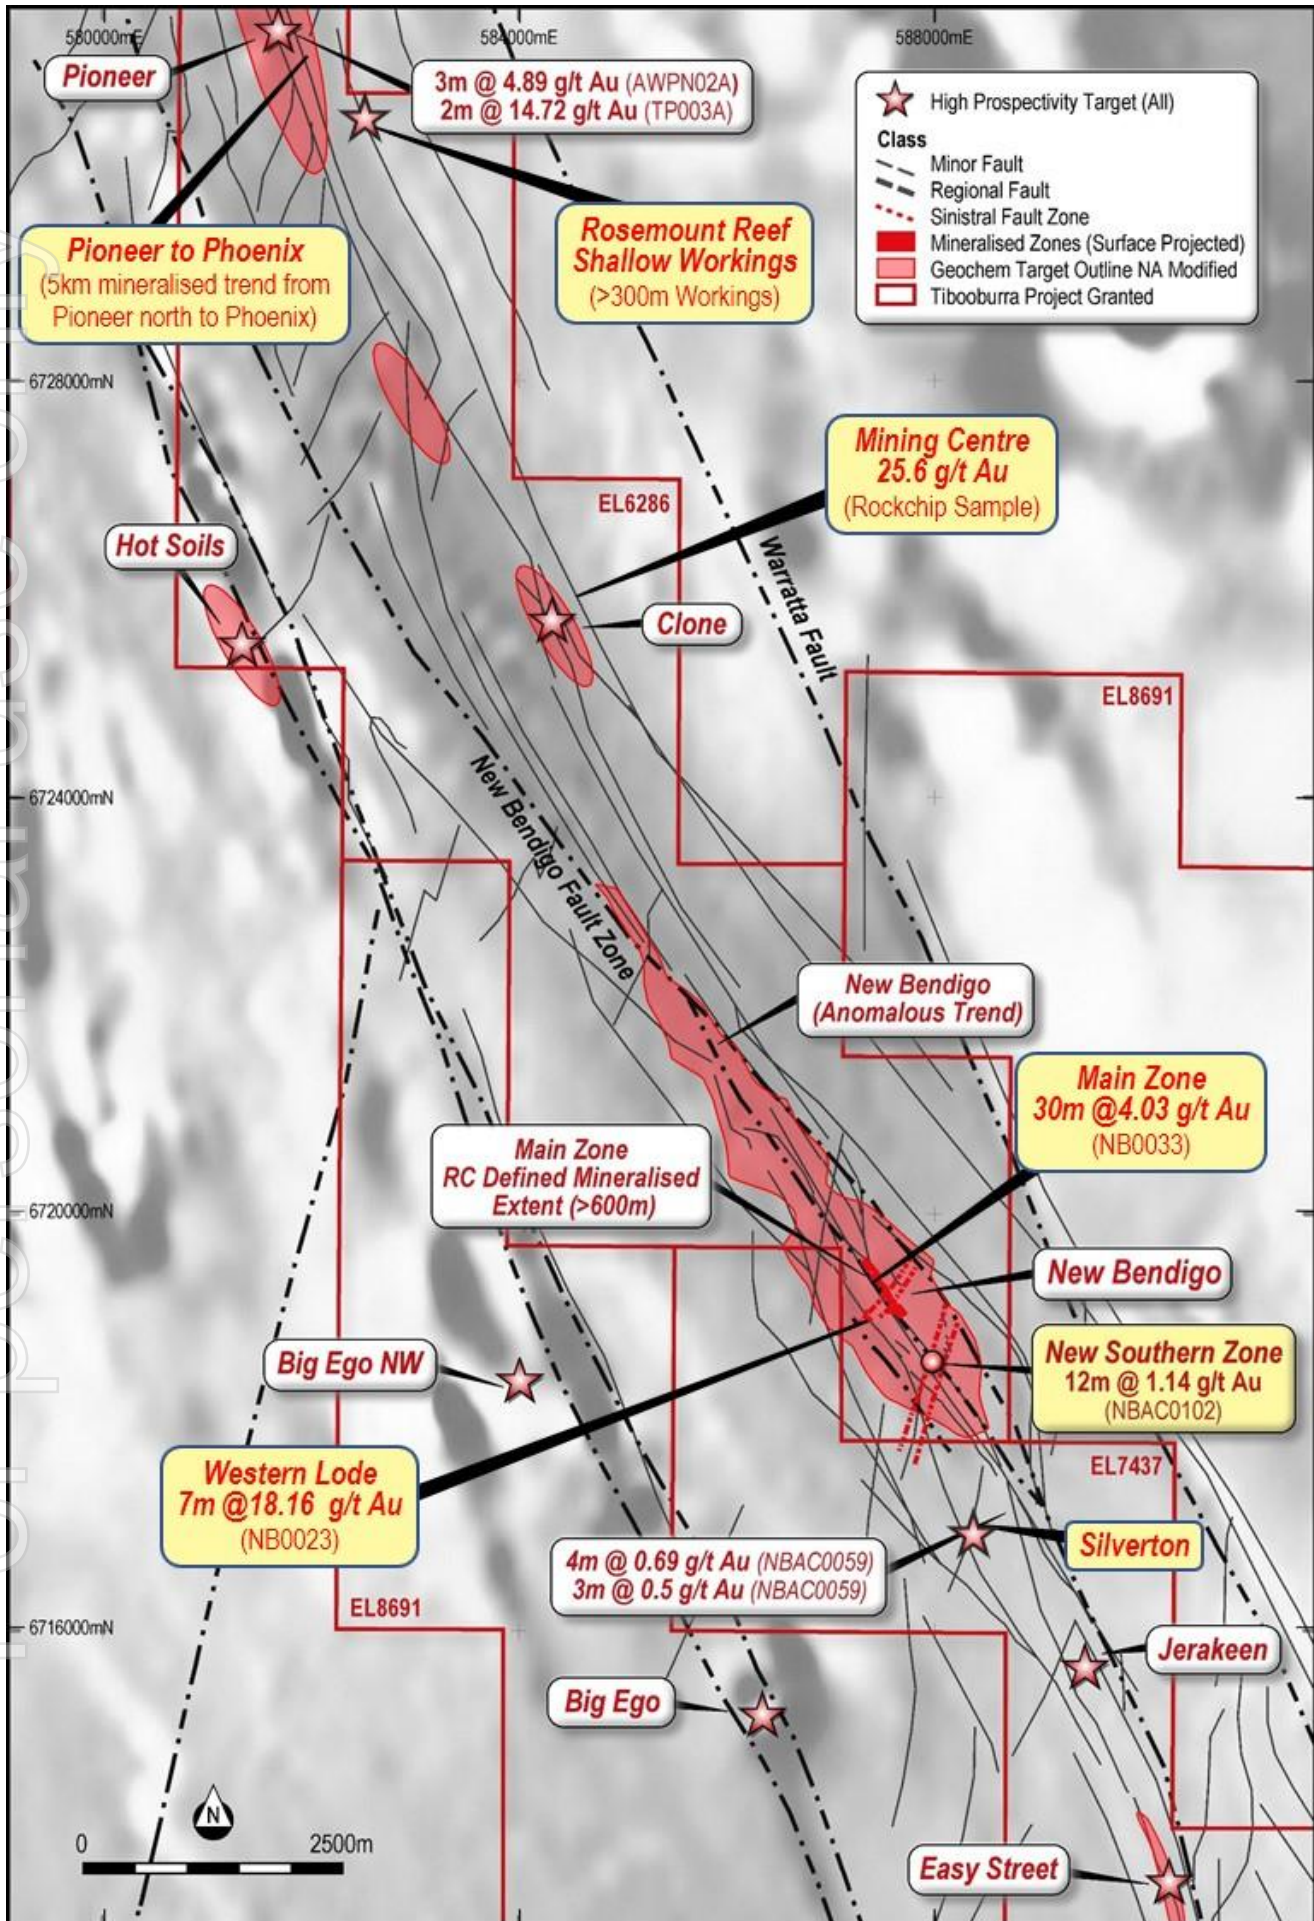 580000mE
584000mE
588000mE
Pioneer
3m @ 4.89 g/t Au (AWPN02A)
2m @ 14.72 g/t Au (TP003A)
High Prospectivity Target (All)
Class
Minor Fault
Regional Fault
Sinistral Fault Zone
Mineralised Zones (Surface Projected)
Geochem Target Outline NA Modified
Tibooburra Project Granted
Pioneer to Phoenix
(5km mineralised trend from
Pioneer north to Phoenix)
Rosemount Reef
Shallow Workings
(>300m Workings)
6728000mN
Mining Centre
25.6 g/t Au
(Rockchip Sample)
EL6286
Hot Soils
Warratta Fault
Clone
EL8691
New Bendigo Fault Zone
6724000mN
New Bendigo
(Anomalous Trend)
Main Zone
30m @4.03 g/t Au
(NB0033)
Main Zone
RC Defined Mineralised
Extent (>600m)
6720000mN
New Bendigo
Big Ego NW
New Southern Zone
12m @ 1.14 g/t Au
(NBAC0102)
Western Lode
7m @18.16 g/t Au
(NB0023)
EL7437
4m @ 0.69 g/t Au (NBAC0059)
3m @ 0.5 g/t Au (NBAC0059)
Silverton
EL8691
6716000mN
Jerakeen
Big Ego
N
0
2500m
Easy Street
For personal use only